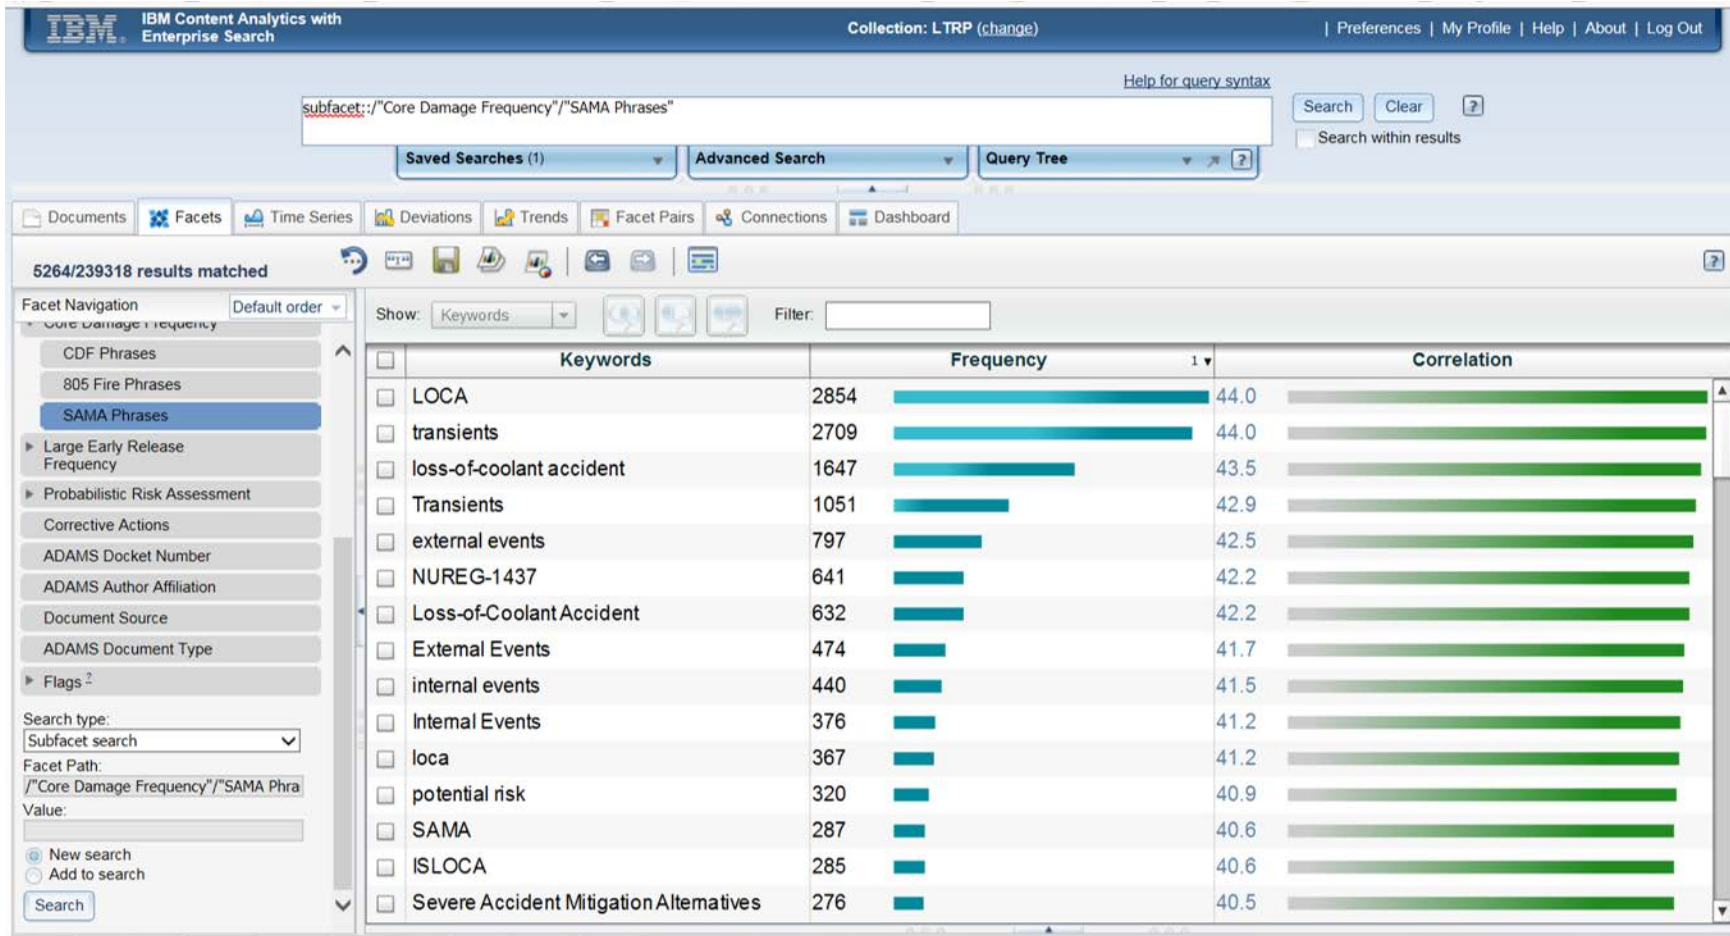 IBM
IBM Content Analytics with
Enterprise Search
Collection: LTRP (change)
| Preferences | My Profile | Help | About | Log Out
Help for query syntax
subfacet::/"Core Damage Frequency"/"SAMA Phrases"
Search Clear ?
Search within results
Saved Searches (1) Advanced Search Query Tree ?
Documents Facets Time Series Deviations Trends Facet Pairs Connections Dashboard
5264/239318 results matched ?
Facet Navigation Default order
Core Damage Frequency
CDF Phrases
805 Fire Phrases
SAMA Phrases
Large Early Release
Frequency
Probabilistic Risk Assessment
Corrective Actions
ADAMS Docket Number
ADAMS Author Affiliation
Document Source
ADAMS Document Type
Flags ?
Search type:
Subfacet search
Facet Path:
/"Core Damage Frequency"/"SAMA Phra
Value:
New search
Add to search
Search
Show: Keywords Filter:
Keywords Frequency 1 Correlation
LOCA 2854 44.0
transients 2709 44.0
loss-of-coolant accident 1647 43.5
Transients 1051 42.9
external events 797 42.5
NUREG-1437 641 42.2
Loss-of-Coolant Accident 632 42.2
External Events 474 41.7
internal events 440 41.5
Internal Events 376 41.2
loca 367 41.2
potential risk 320 40.9
SAMA 287 40.6
ISLOCA 285 40.6
Severe Accident Mitigation Alternatives 276 40.5